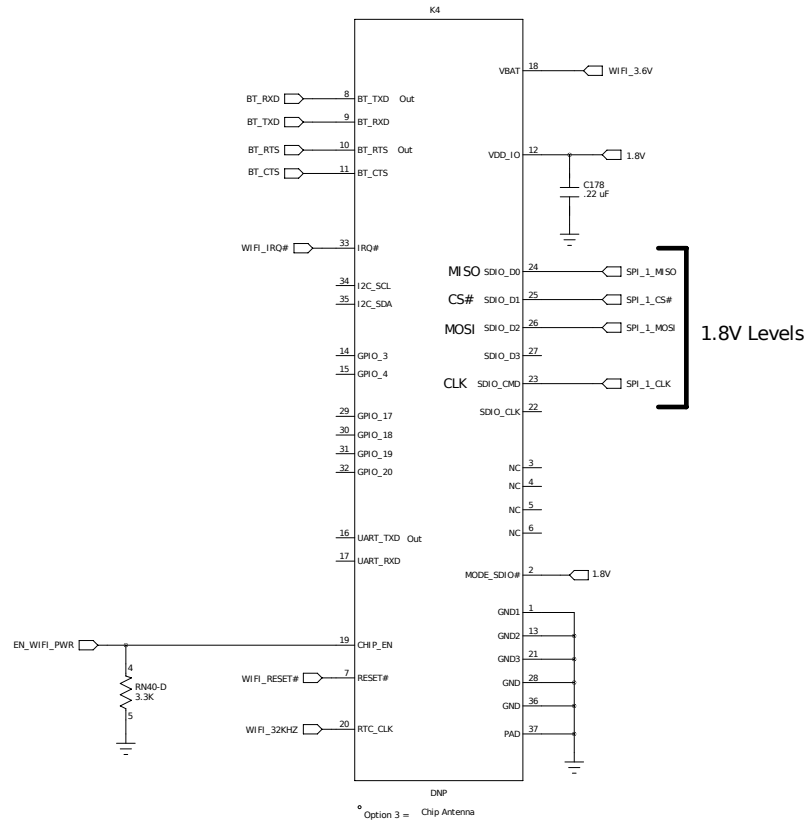 K4
VBAT 18 WIFI_3.6V
BT_RXD 8 BT_TXD Out
BT_TXD 9 BT_RXD
BT_RTS 10 BT_RTS Out
BT_CTS 11 BT_CTS
VDD_IO 12 1.8V
C178
.22 uF
WIFI_IRQ# 33 IRQ#
34 I2C_SCL
35 I2C_SDA
14 GPIO_3
15 GPIO_4
29 GPIO_17
30 GPIO_18
31 GPIO_19
32 GPIO_20
16 UART_TXD Out
17 UART_RXD
MISO SDIO_D0 24 SPI_1_MISO
CS# SDIO_D1 25 SPI_1_CS#
MOSI SDIO_D2 26 SPI_1_MOSI
SDIO_D3 27
CLK SDIO_CMD 23 SPI_1_CLK
SDIO_CLK 22
1.8V Levels
NC 3
NC 4
NC 5
NC 6
MODE_SDIO# 2 1.8V
GND1 1
GND2 13
GND3 21
GND 28
GND 36
PAD 37
EN_WIFI_PWR 19 CHIP_EN
4
RN40-D
3.3K
5
WIFI_RESET# 7 RESET#
WIFI_32KHZ 20 RTC_CLK
DNP
Option 3 = Chip Antenna